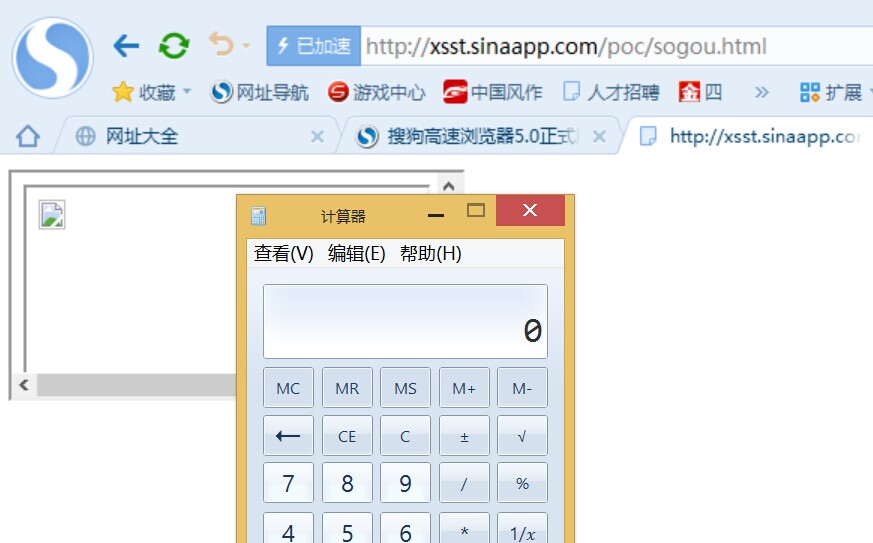 已加速 http://xsst.sinaapp.com/poc/sogou.html
收藏 网址导航 游戏中心 中国风作 人才招聘 金 四 » 扩展
网址大全 搜狗高速浏览器5.0正式 http://xsst.sinaapp.co
计算器
查看(V) 编辑(E) 帮助(H)
0
MC MR MS M+ M-
← CE C ± √
7 8 9 / %
4 5 6 * 1/x